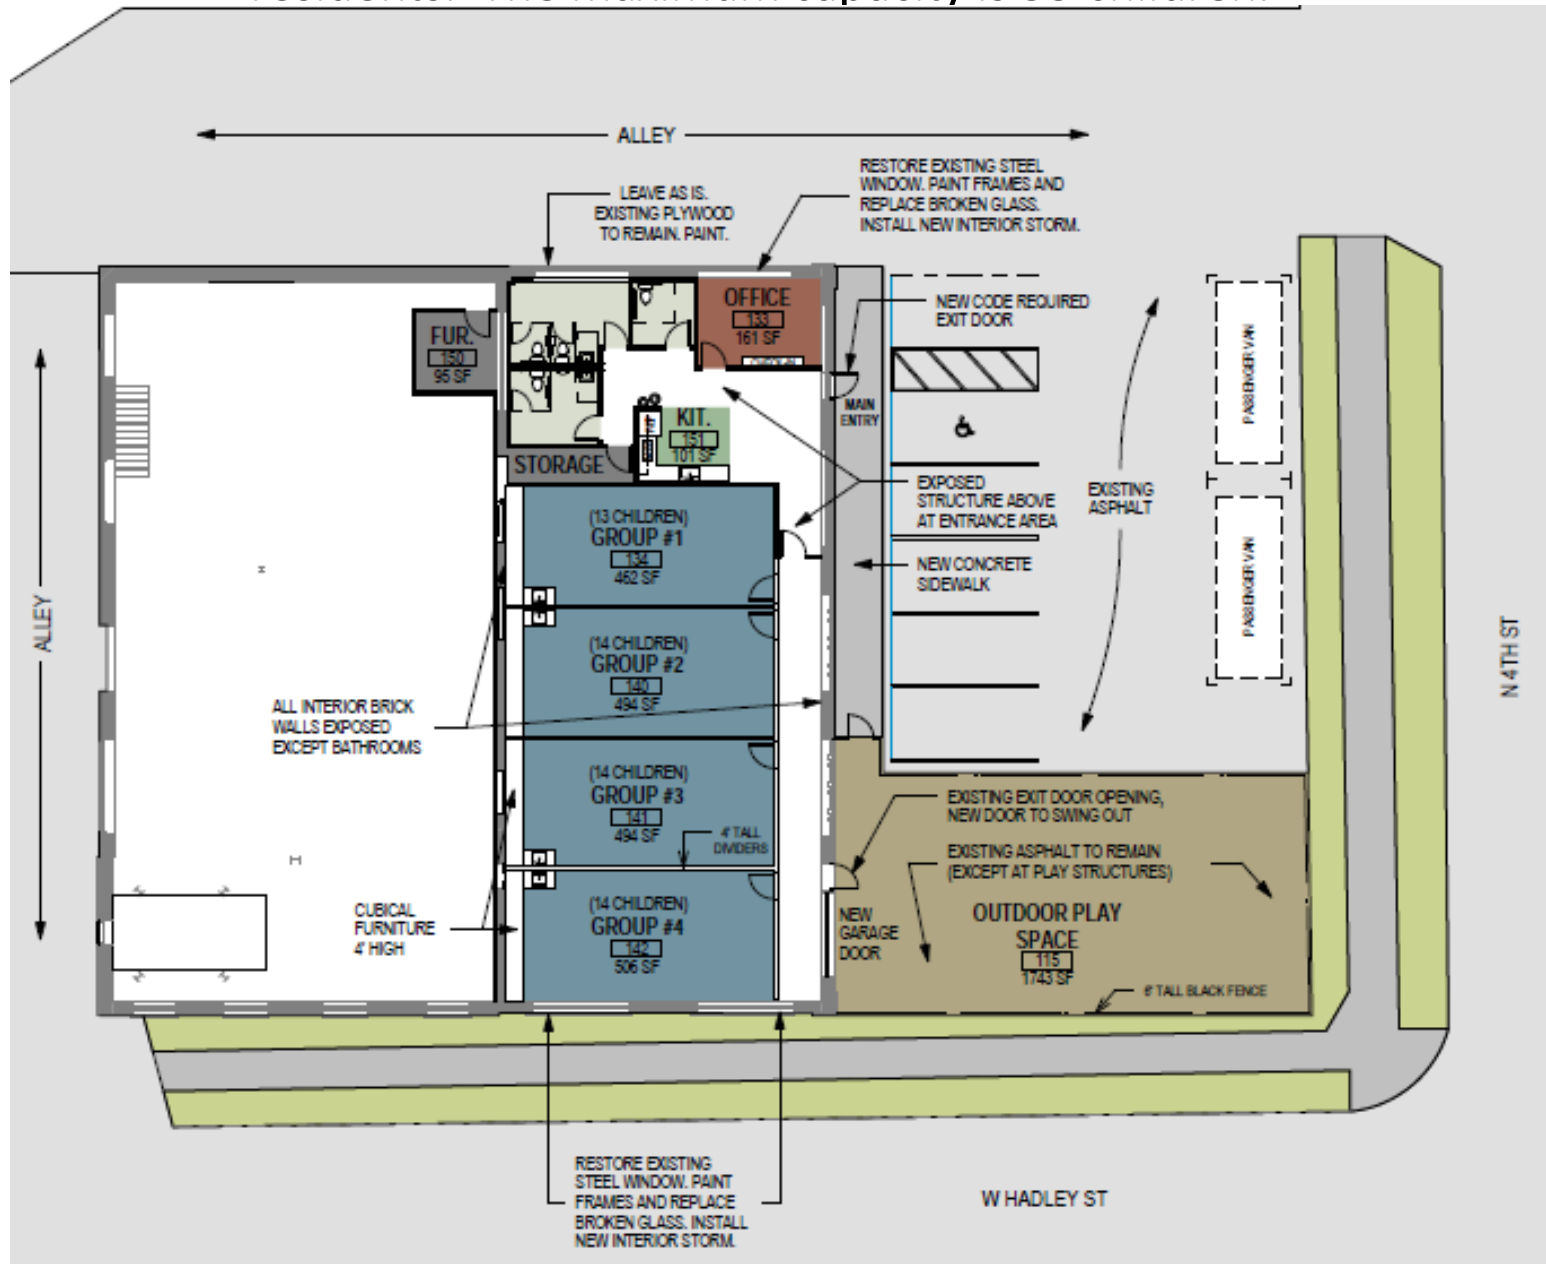 ALLEY
LEAVE AS IS.
EXISTING PLYWOOD
TO REMAIN. PAINT.
RESTORE EXISTING STEEL
WINDOW. PAINT FRAMES AND
REPLACE BROKEN GLASS.
INSTALL NEW INTERIOR STORM.
OFFICE
133
161 SF
NEW CODE REQUIRED
EXIT DOOR
FUR.
150
95 SF
MAIN
ENTRY
KIT.
151
101 SF
STORAGE
EXPOSED
STRUCTURE ABOVE
AT ENTRANCE AREA
EXISTING
ASPHALT
PASSENGER VAN
PASSENGER VAN
(13 CHILDREN)
GROUP #1
134
462 SF
NEW CONCRETE
SIDEWALK
ALLEY
N 4TH ST
(14 CHILDREN)
GROUP #2
140
494 SF
ALL INTERIOR BRICK
WALLS EXPOSED
EXCEPT BATHROOMS
(14 CHILDREN)
GROUP #3
141
494 SF
4' TALL
DIVIDERS
EXISTING EXIT DOOR OPENING,
NEW DOOR TO SWING OUT
EXISTING ASPHALT TO REMAIN
(EXCEPT AT PLAY STRUCTURES)
CUBICAL
FURNITURE
4' HIGH
(14 CHILDREN)
GROUP #4
142
506 SF
NEW
GARAGE
DOOR
OUTDOOR PLAY
SPACE
115
1743 SF
6' TALL BLACK FENCE
RESTORE EXISTING
STEEL WINDOW. PAINT
FRAMES AND REPLACE
BROKEN GLASS. INSTALL
NEW INTERIOR STORM.
W HADLEY ST